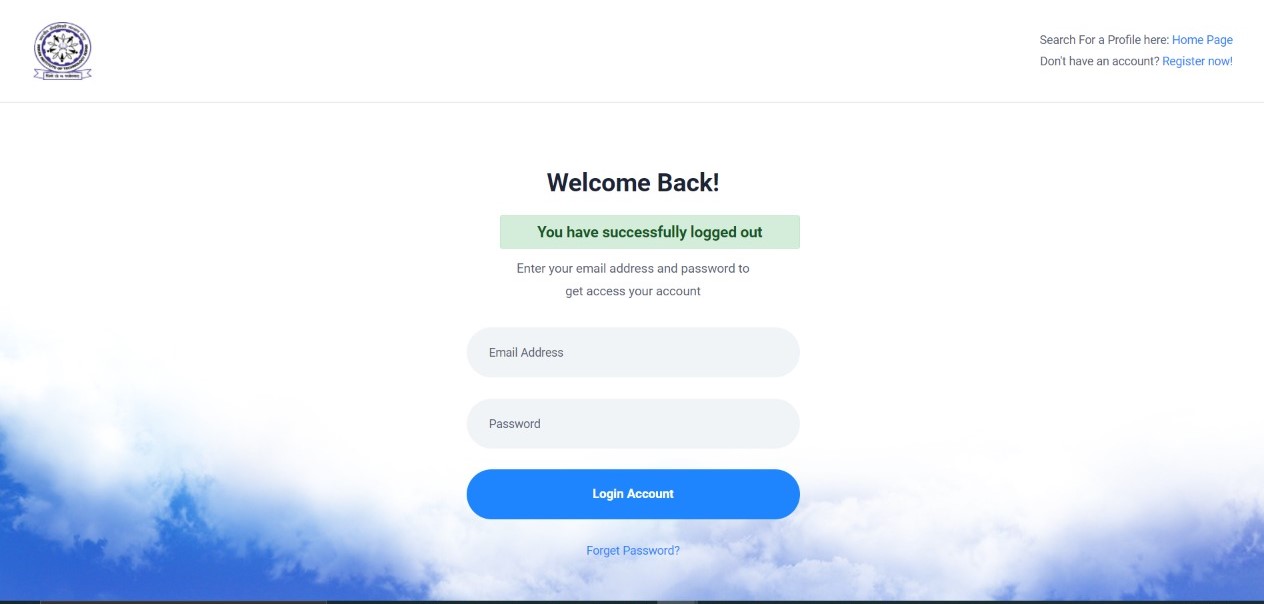 Search For a Profile here: Home Page
Don't have an account? Register now!
Welcome Back!
You have successfully logged out
Enter your email address and password to
get access your account
Email Address
Password
Login Account
Forget Password?